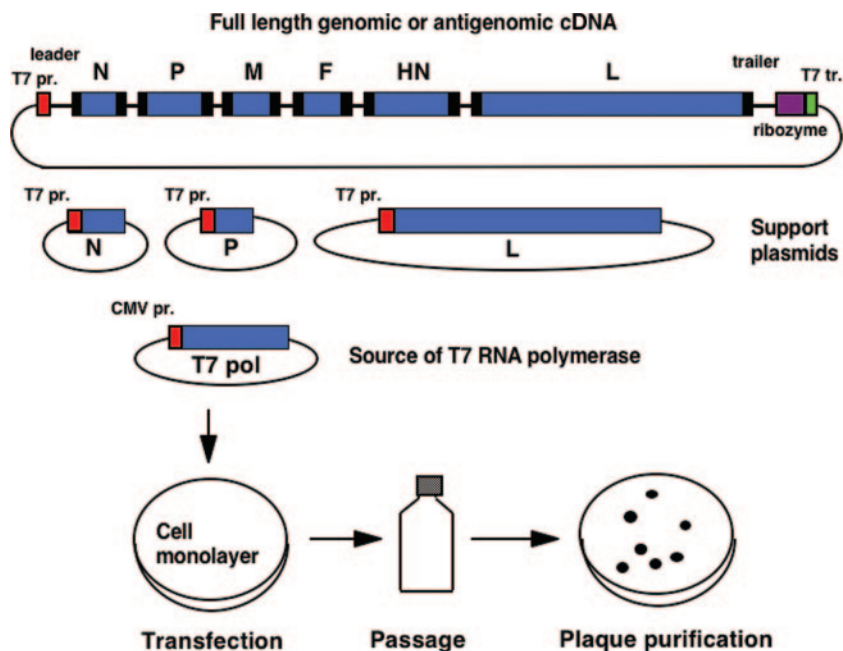 Full length genomic or antigenomic cDNA
leader
T7 pr.
N
P
M
F
HN
L
trailer
T7 tr.
ribozyme
T7 pr.
N
T7 pr.
P
T7 pr.
L
Support
plasmids
CMV pr.
T7 pol
Source of T7 RNA polymerase
Cell
monolayer
Transfection
Passage
Plaque purification